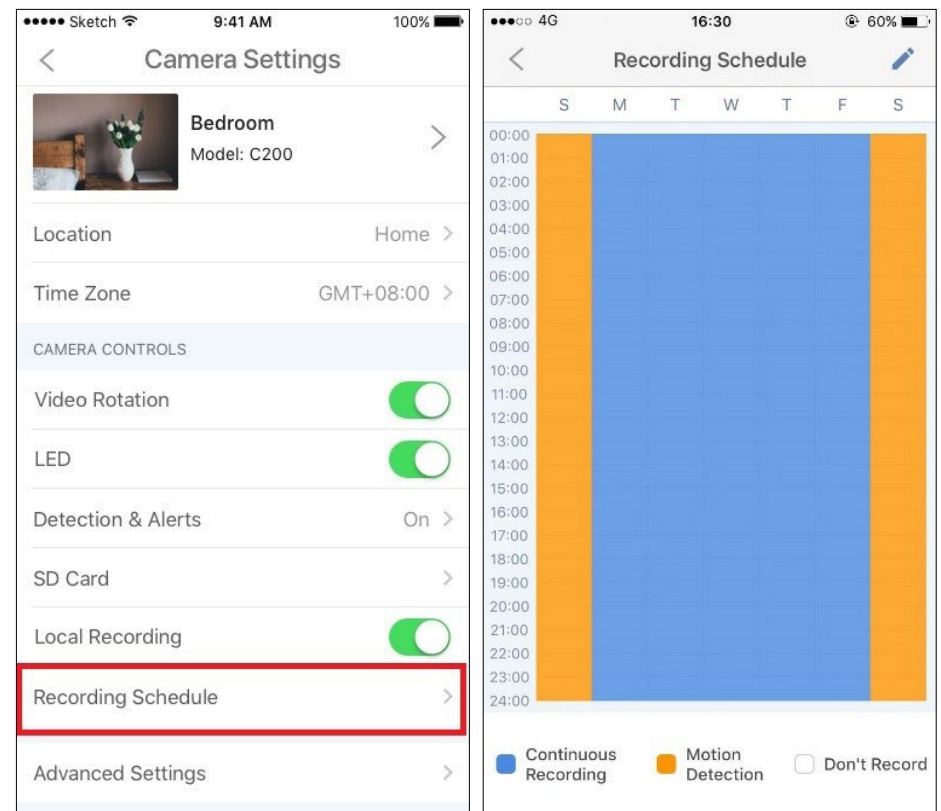 Sketch 9:41 AM 100%
Camera Settings
Bedroom
Model: C200
Location Home
Time Zone GMT+08:00
CAMERA CONTROLS
Video Rotation
LED
Detection & Alerts On
SD Card
Local Recording
Recording Schedule
Advanced Settings
4G 16:30 60%
Recording Schedule
S M T W T F S
00:00
01:00
02:00
03:00
04:00
05:00
06:00
07:00
08:00
09:00
10:00
11:00
12:00
13:00
14:00
15:00
16:00
17:00
18:00
19:00
20:00
21:00
22:00
23:00
24:00
Continuous
Recording
Motion
Detection
Don't Record